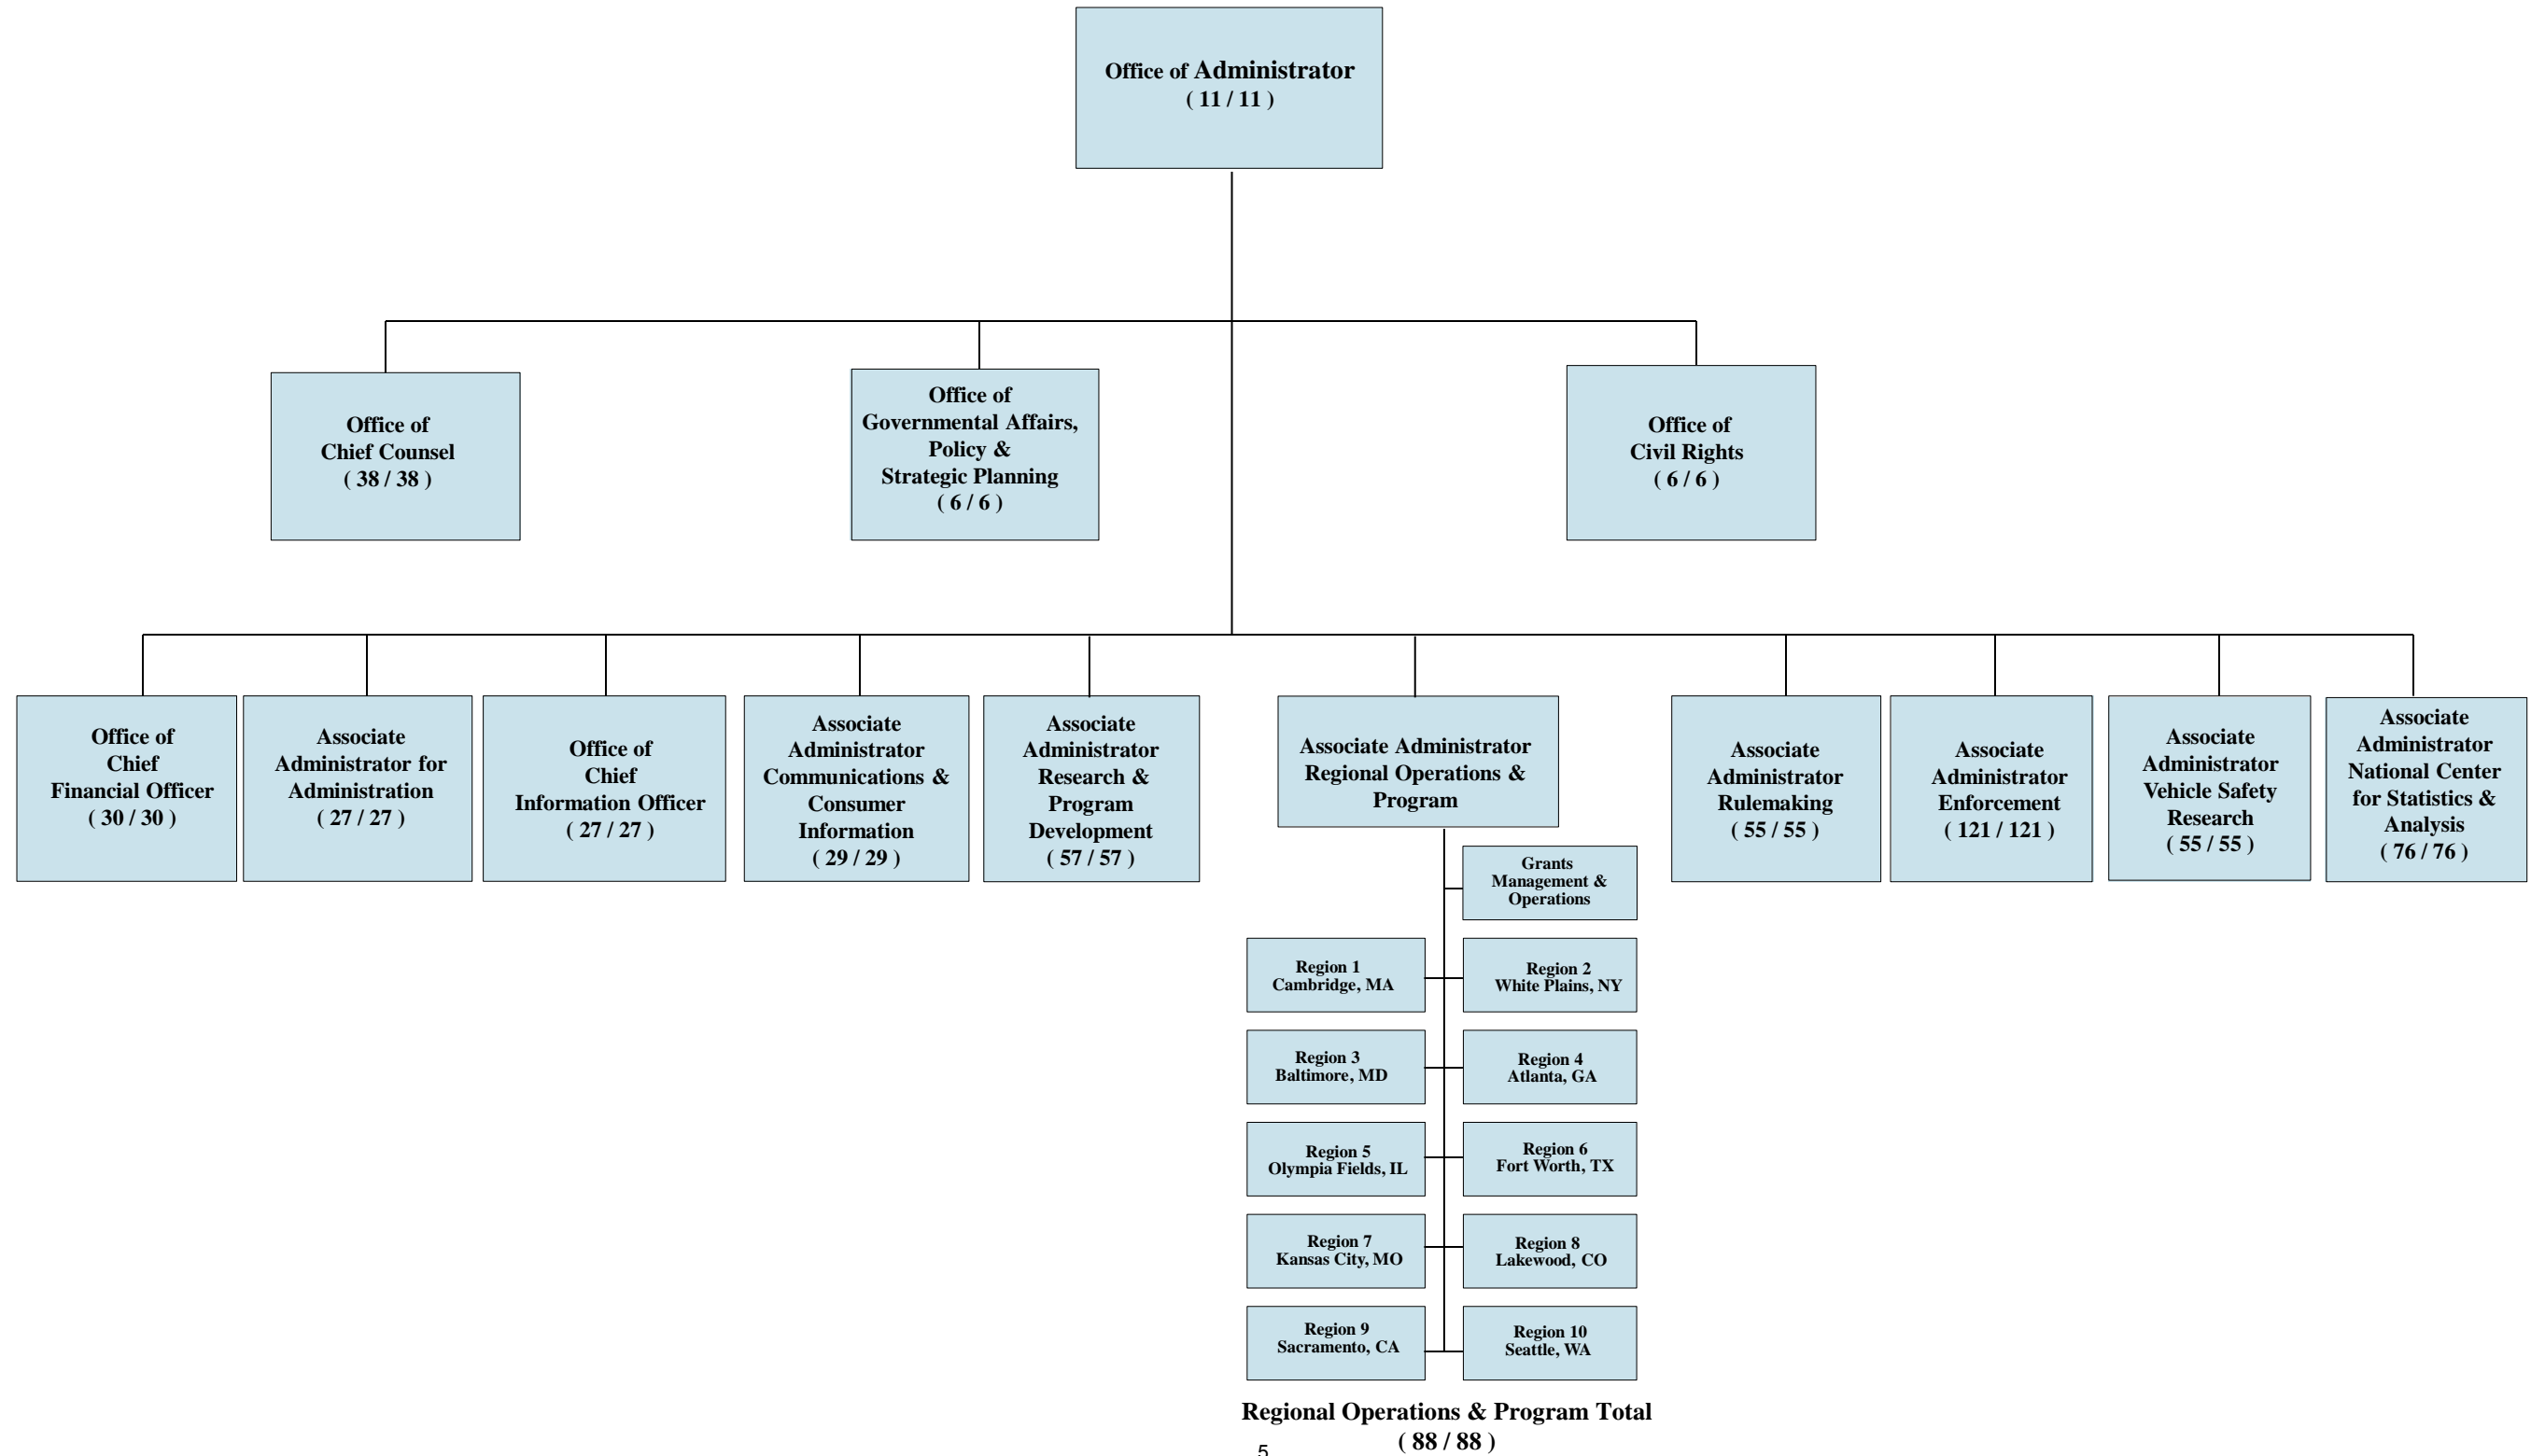 Office of Administrator
( 11 / 11 )
Office of
Chief Counsel
( 38 / 38 )
Office of
Governmental Affairs,
Policy &
Strategic Planning
( 6 / 6 )
Office of
Civil Rights
( 6 / 6 )
Office of
Chief
Financial Officer
( 30 / 30 )
Associate
Administrator for
Administration
( 27 / 27 )
Office of
Chief
Information Officer
( 27 / 27 )
Associate
Administrator
Communications &
Consumer
Information
( 29 / 29 )
Associate
Administrator
Research &
Program
Development
( 57 / 57 )
Associate Administrator
Regional Operations &
Program
Associate
Administrator
Rulemaking
( 55 / 55 )
Associate
Administrator
Enforcement
( 121 / 121 )
Associate
Administrator
Vehicle Safety
Research
( 55 / 55 )
Associate
Administrator
National Center
for Statistics &
Analysis
( 76 / 76 )
Grants
Management &
Operations
Region 1
Cambridge, MA
Region 2
White Plains, NY
Region 3
Baltimore, MD
Region 4
Atlanta, GA
Region 5
Olympia Fields, IL
Region 6
Fort Worth, TX
Region 7
Kansas City, MO
Region 8
Lakewood, CO
Region 9
Sacramento, CA
Region 10
Seattle, WA
Regional Operations & Program Total
( 88 / 88 )
5